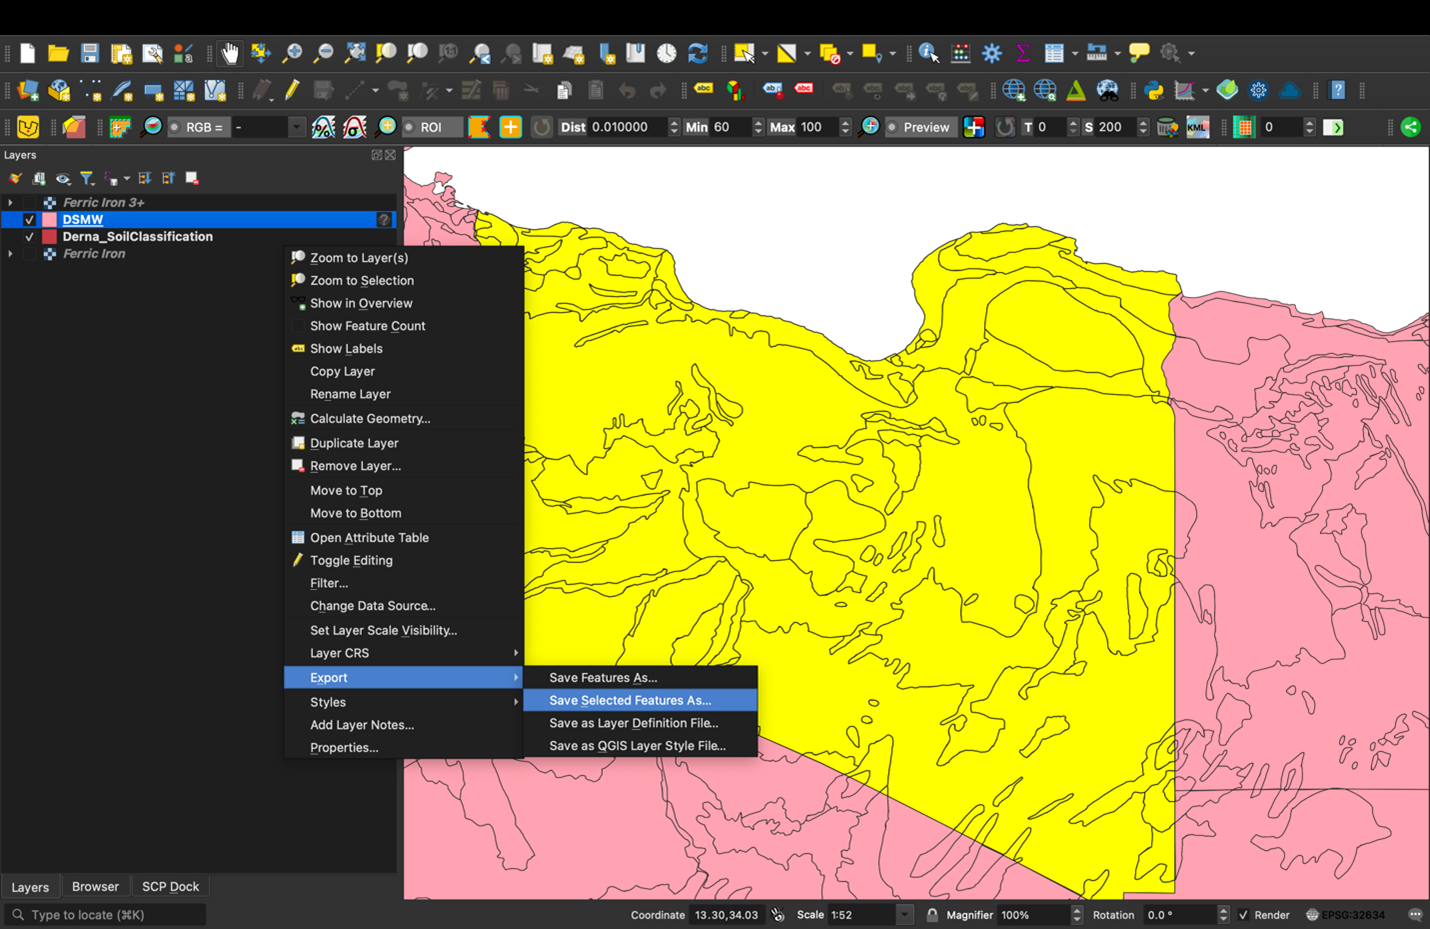 RGB =
-
ROI
Dist 0.010000
Min 60
Max 100
Preview
T 0
S 200
KML
0
Layers
Ferric Iron 3+
DSMW
Derna_SoilClassification
Ferric Iron
Zoom to Layer(s)
Zoom to Selection
Show in Overview
Show Feature Count
Show Labels
Copy Layer
Rename Layer
Calculate Geometry...
Duplicate Layer
Remove Layer...
Move to Top
Move to Bottom
Open Attribute Table
Toggle Editing
Filter...
Change Data Source...
Set Layer Scale Visibility...
Layer CRS
Export
Styles
Add Layer Notes...
Properties...
Save Features As...
Save Selected Features As...
Save as Layer Definition File...
Save as QGIS Layer Style File...
Layers
Browser
SCP Dock
Type to locate (⌘K)
Coordinate 13.30,34.03
Scale 1:52
Magnifier 100%
Rotation 0.0 °
Render
EPSG:32634